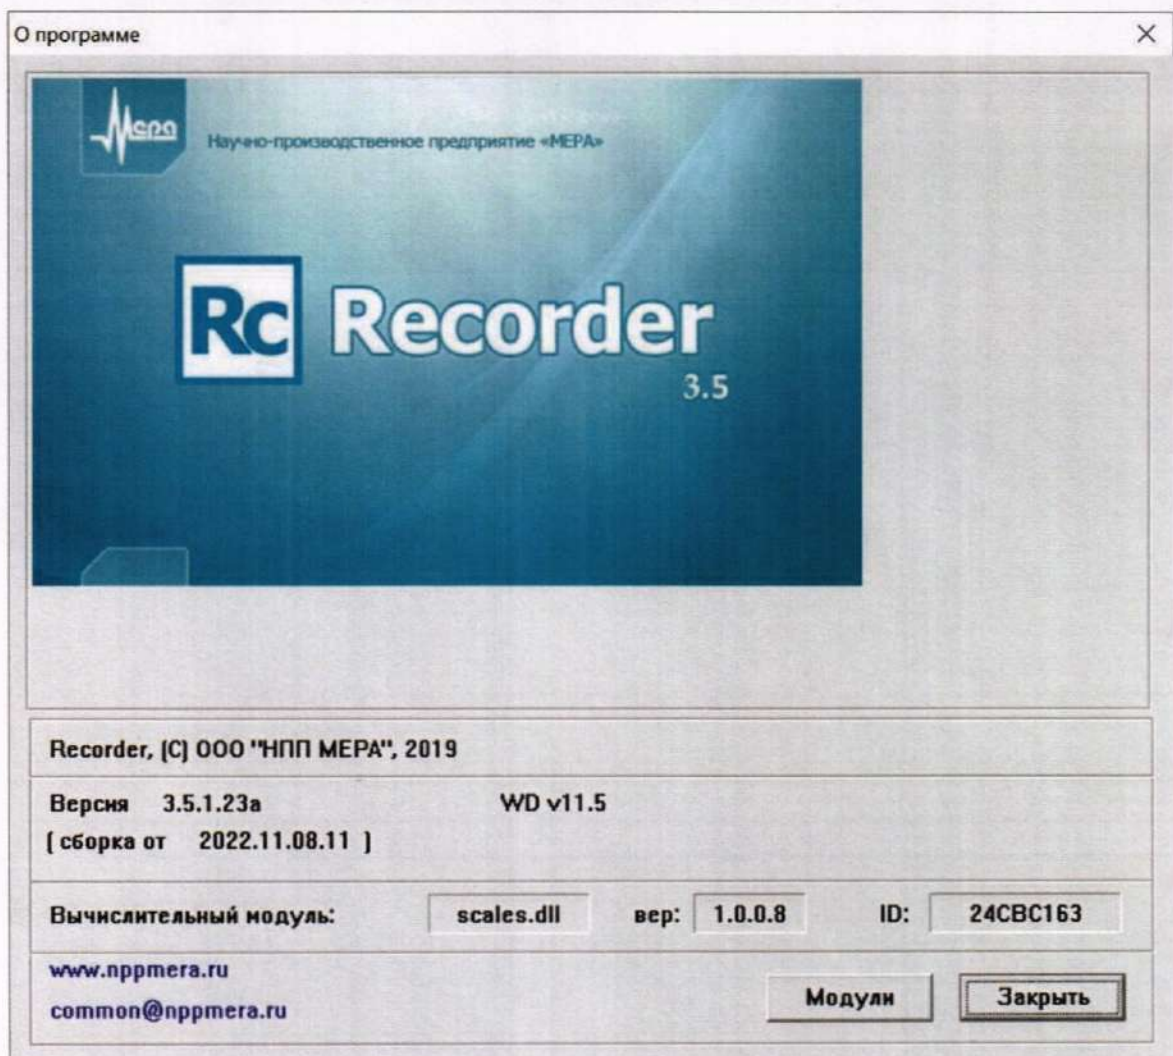 О программе
Мера
Научно-производственное предприятие «МЕРА»
Rc Recorder
3.5
Recorder, (C) ООО "НПП МЕРА", 2019
Версия 3.5.1.23a WD v11.5
( сборка от 2022.11.08.11 )
Вычислительный модуль: scales.dll вер: 1.0.0.8 ID: 24CBC163
www.nppmera.ru
common@nppmera.ru
Модули Закрыть